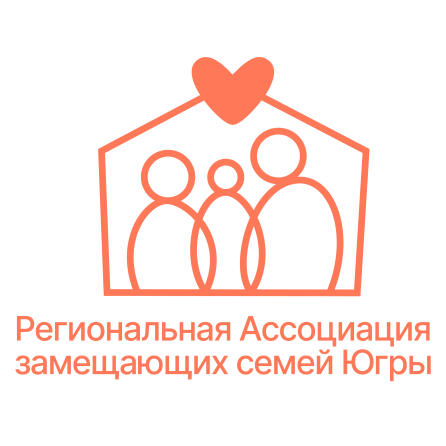 Региональная Ассоциация
замещающих семей Югры